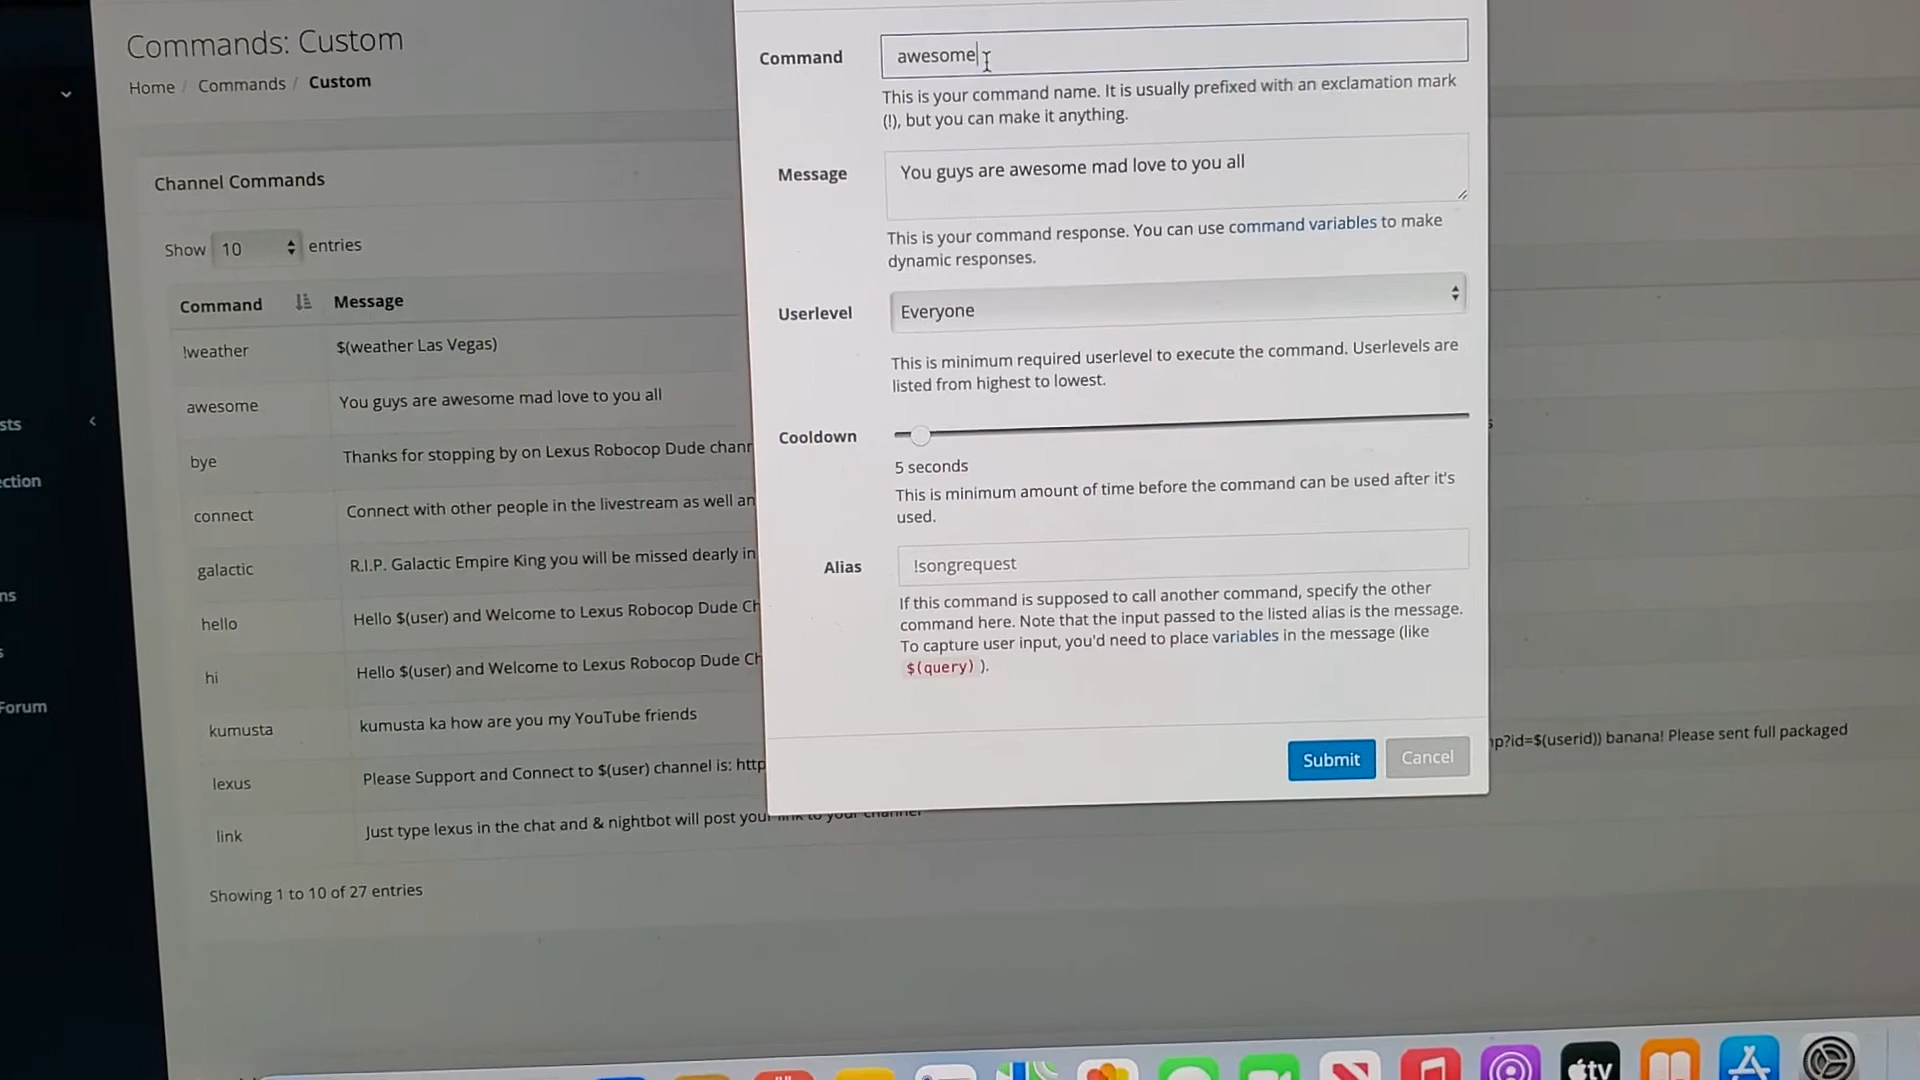 Commands: Custom
Home / Commands / Custom
Channel Commands
Show 10 entries
Command Message
!weather $(weather Las Vegas)
awesome You guys are awesome mad love to you all
bye Thanks for stopping by on Lexus Robocop Dude
connect Connect with other people in the livestream as well
galactic R.I.P. Galactic Empire King you will be missed dearly in
hello Hello $(user) and Welcome to Lexus Robocop Dude
hi Hello $(user) and Welcome to Lexus Robocop Dude
kumusta kumusta ka how are you my YouTube friends
lexus Please Support and Connect to $(user) channel is:
link Just type lexus in the chat and & nightbot will post your link to your channel
Showing 1 to 10 of 27 entries
Command awesome
This is your command name. It is usually prefixed with an exclamation mark
(!), but you can make it anything.
Message You guys are awesome mad love to you all
This is your command response. You can use command variables to make
dynamic responses.
Userlevel Everyone
This is minimum required userlevel to execute the command. Userlevels are
listed from highest to lowest.
Cooldown
5 seconds
This is minimum amount of time before the command can be used after it's
used.
Alias !songrequest
If this command is supposed to call another command, specify the other
command here. Note that the input passed to the listed alias is the message.
To capture user input, you'd need to place variables in the message (like
$(query) ).
Submit Cancel
?id=$(userid)) banana! Please sent full packaged
Forum
tv